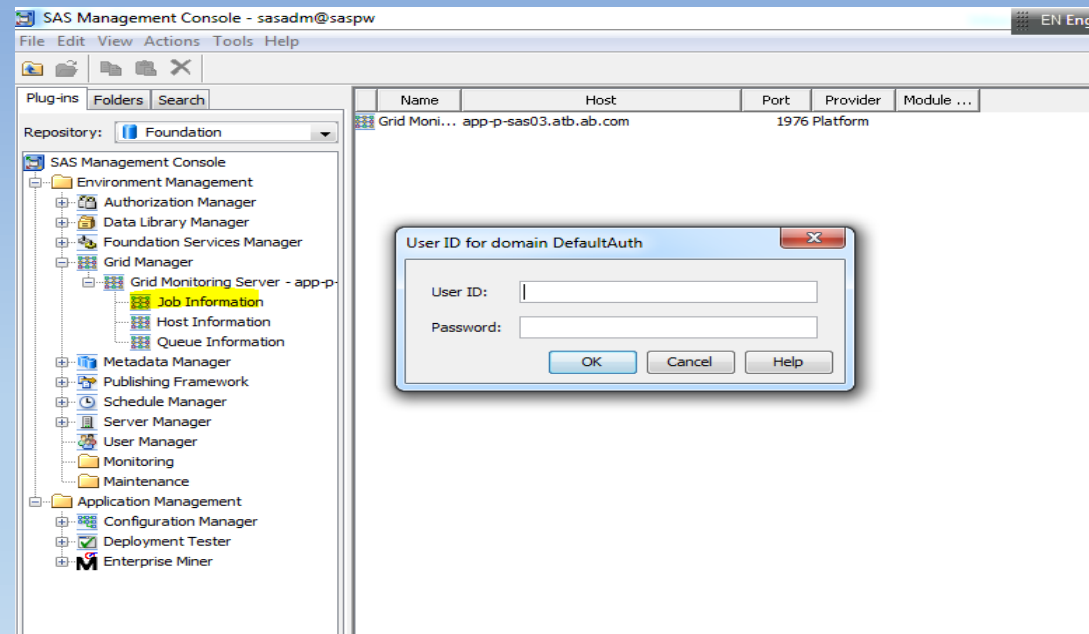 SAS Management Console - sasadm@saspw
EN Eng
File Edit View Actions Tools Help
Plug-ins Folders Search
Repository: Foundation
SAS Management Console
Environment Management
Authorization Manager
Data Library Manager
Foundation Services Manager
Grid Manager
Grid Monitoring Server - app-p-
Job Information
Host Information
Queue Information
Metadata Manager
Publishing Framework
Schedule Manager
Server Manager
User Manager
Monitoring
Maintenance
Application Management
Configuration Manager
Deployment Tester
Enterprise Miner
Name Host Port Provider Module ...
Grid Moni... app-p-sas03.atb.ab.com 1976 Platform
User ID for domain DefaultAuth
User ID:
Password:
OK Cancel Help